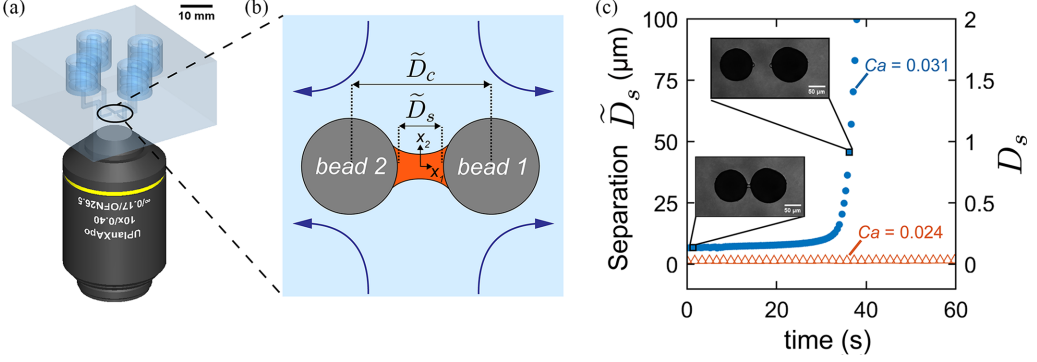 (a)
10 mm
∞/0.17/OFN26.5
10x/0.40
UPlanXApo
(b)
D̃c
D̃s
x2
x
bead 2
bead 1
(c)
Separation D̃s (μm)
100
75
50
25
0
0
20
40
60
time (s)
2
1.5
1
0.5
0
Ds
Ca = 0.031
Ca = 0.024
50 μm
50 μm